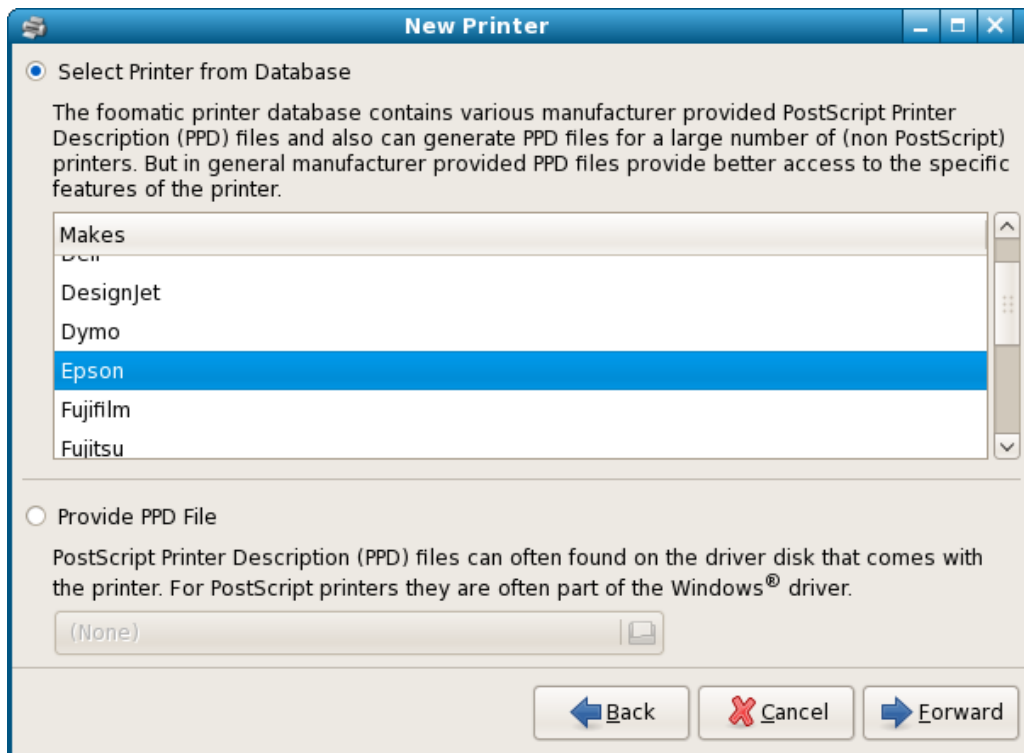 New Printer
Select Printer from Database
The foomatic printer database contains various manufacturer provided PostScript Printer
Description (PPD) files and also can generate PPD files for a large number of (non PostScript)
printers. But in general manufacturer provided PPD files provide better access to the specific
features of the printer.
Makes
Dell
DesignJet
Dymo
Epson
Fujifilm
Fujitsu
Provide PPD File
PostScript Printer Description (PPD) files can often found on the driver disk that comes with
the printer. For PostScript printers they are often part of the Windows® driver.
(None)
Back
Cancel
Forward